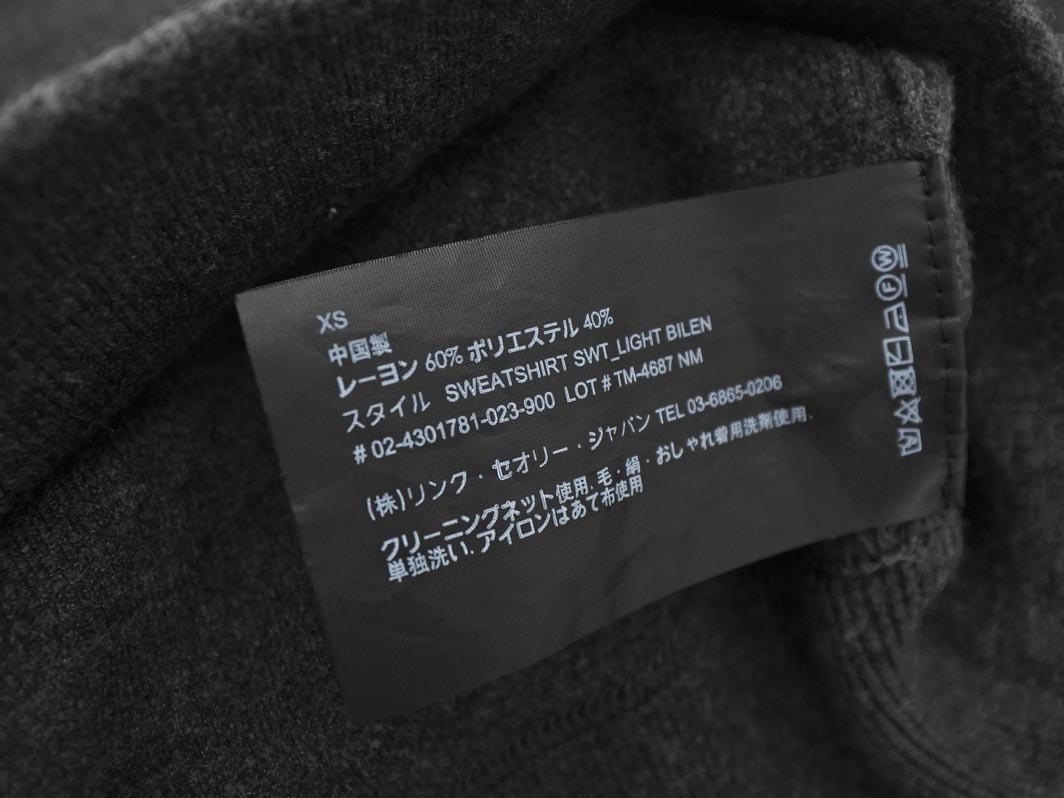 XS
中国製
レーヨン 60% ポリエステル 40%
スタイル SWEATSHIRT SWT_LIGHT BILEN
# 02-4301781-023-900 LOT # TM-4687 NM
(株)リンク・セオリー・ジャパン TEL 03-6865-0206
クリーニングネット使用. 毛・絹・おしゃれ着用洗剤使用.
単独洗い. アイロンはあて布使用
W
F